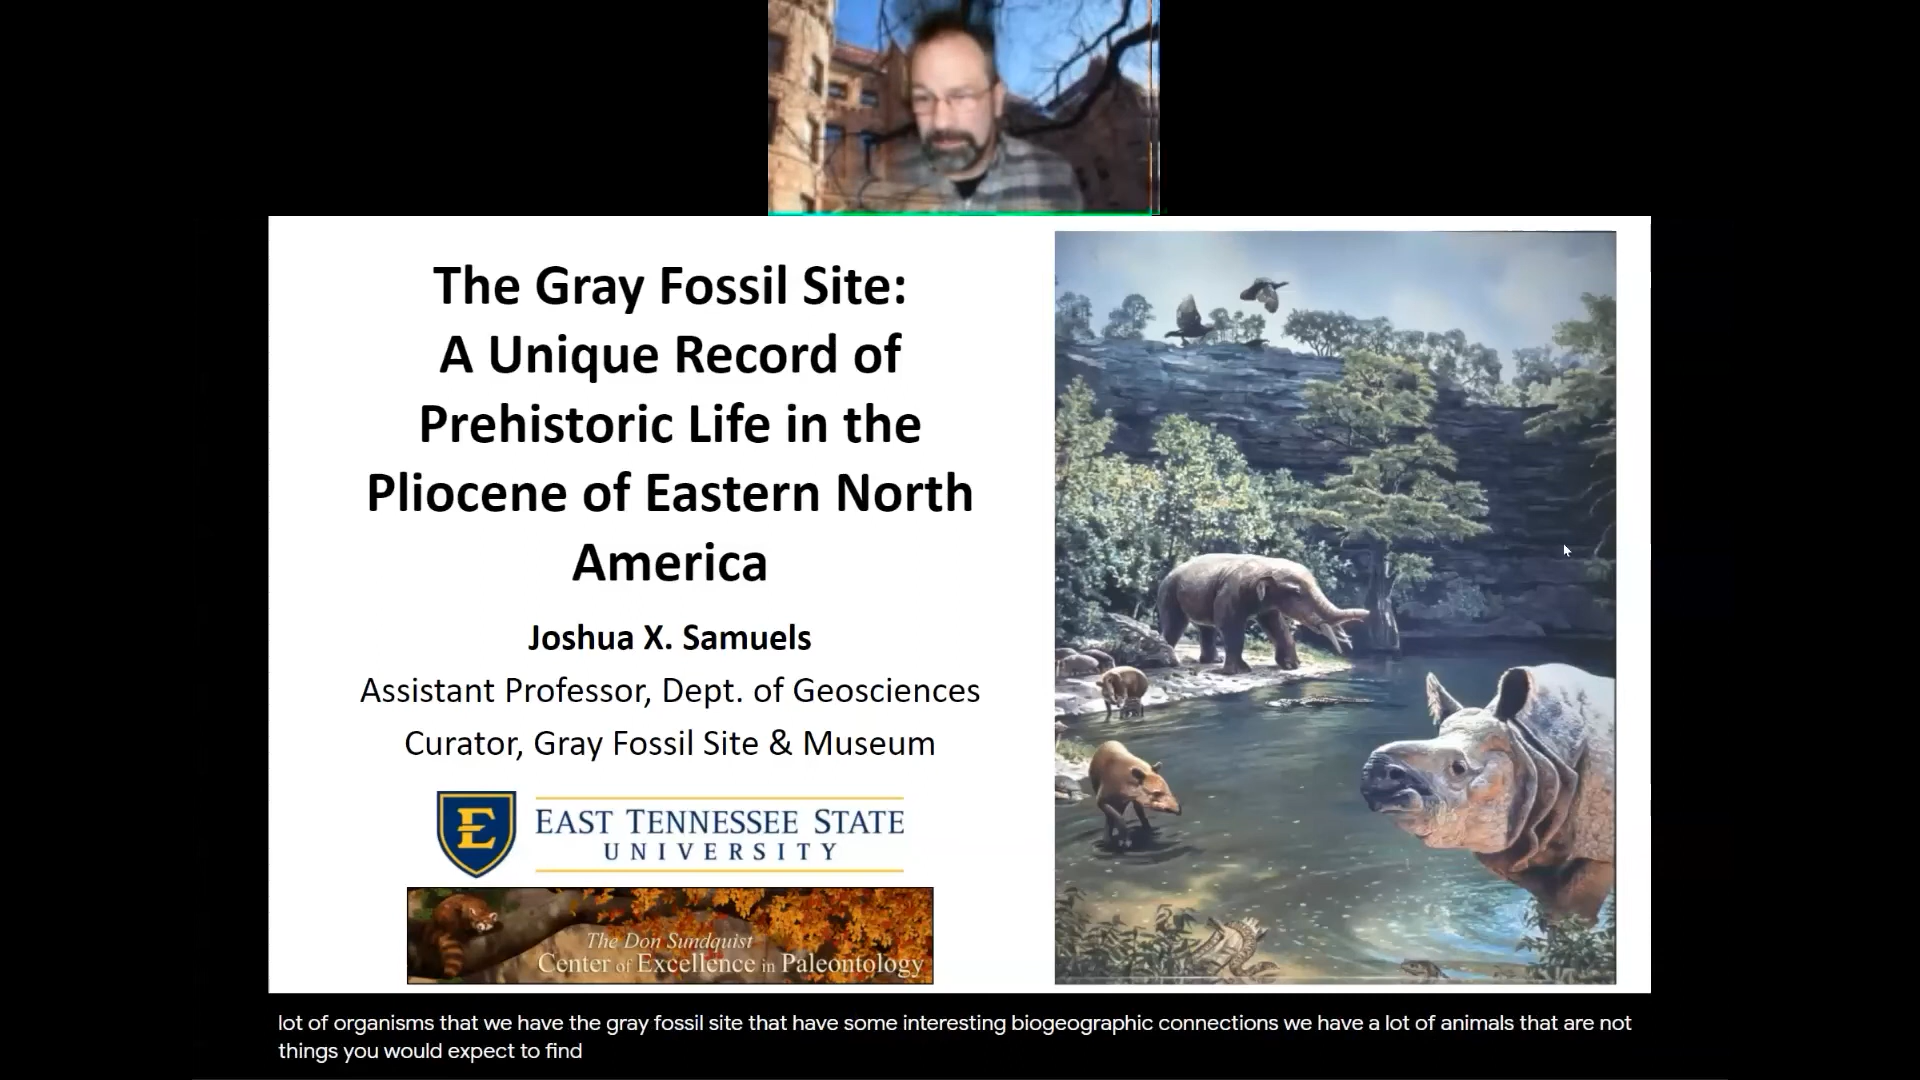 The Gray Fossil Site:
A Unique Record of
Prehistoric Life in the
Pliocene of Eastern North
America
Joshua X. Samuels
Assistant Professor, Dept. of Geosciences
Curator, Gray Fossil Site & Museum
E
EAST TENNESSEE STATE
UNIVERSITY
The Don Sundquist
Center of Excellence in Paleontology
lot of organisms that we have the gray fossil site that have some interesting biogeographic connections we have a lot of animals that are not
things you would expect to find